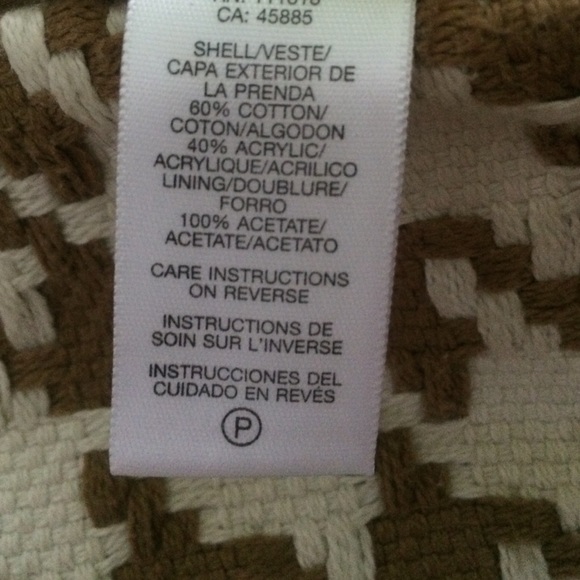 CA: 45885
SHELL/VESTE/
CAPA EXTERIOR DE
LA PRENDA
60% COTTON/
COTON/ALGODON
40% ACRYLIC/
ACRYLIQUE/ACRILICO
LINING/DOUBLURE/
FORRO
100% ACETATE/
ACETATE/ACETATO
CARE INSTRUCTIONS
ON REVERSE
INSTRUCTIONS DE
SOIN SUR L'INVERSE
INSTRUCCIONES DEL
CUIDADO EN REVÉS
P